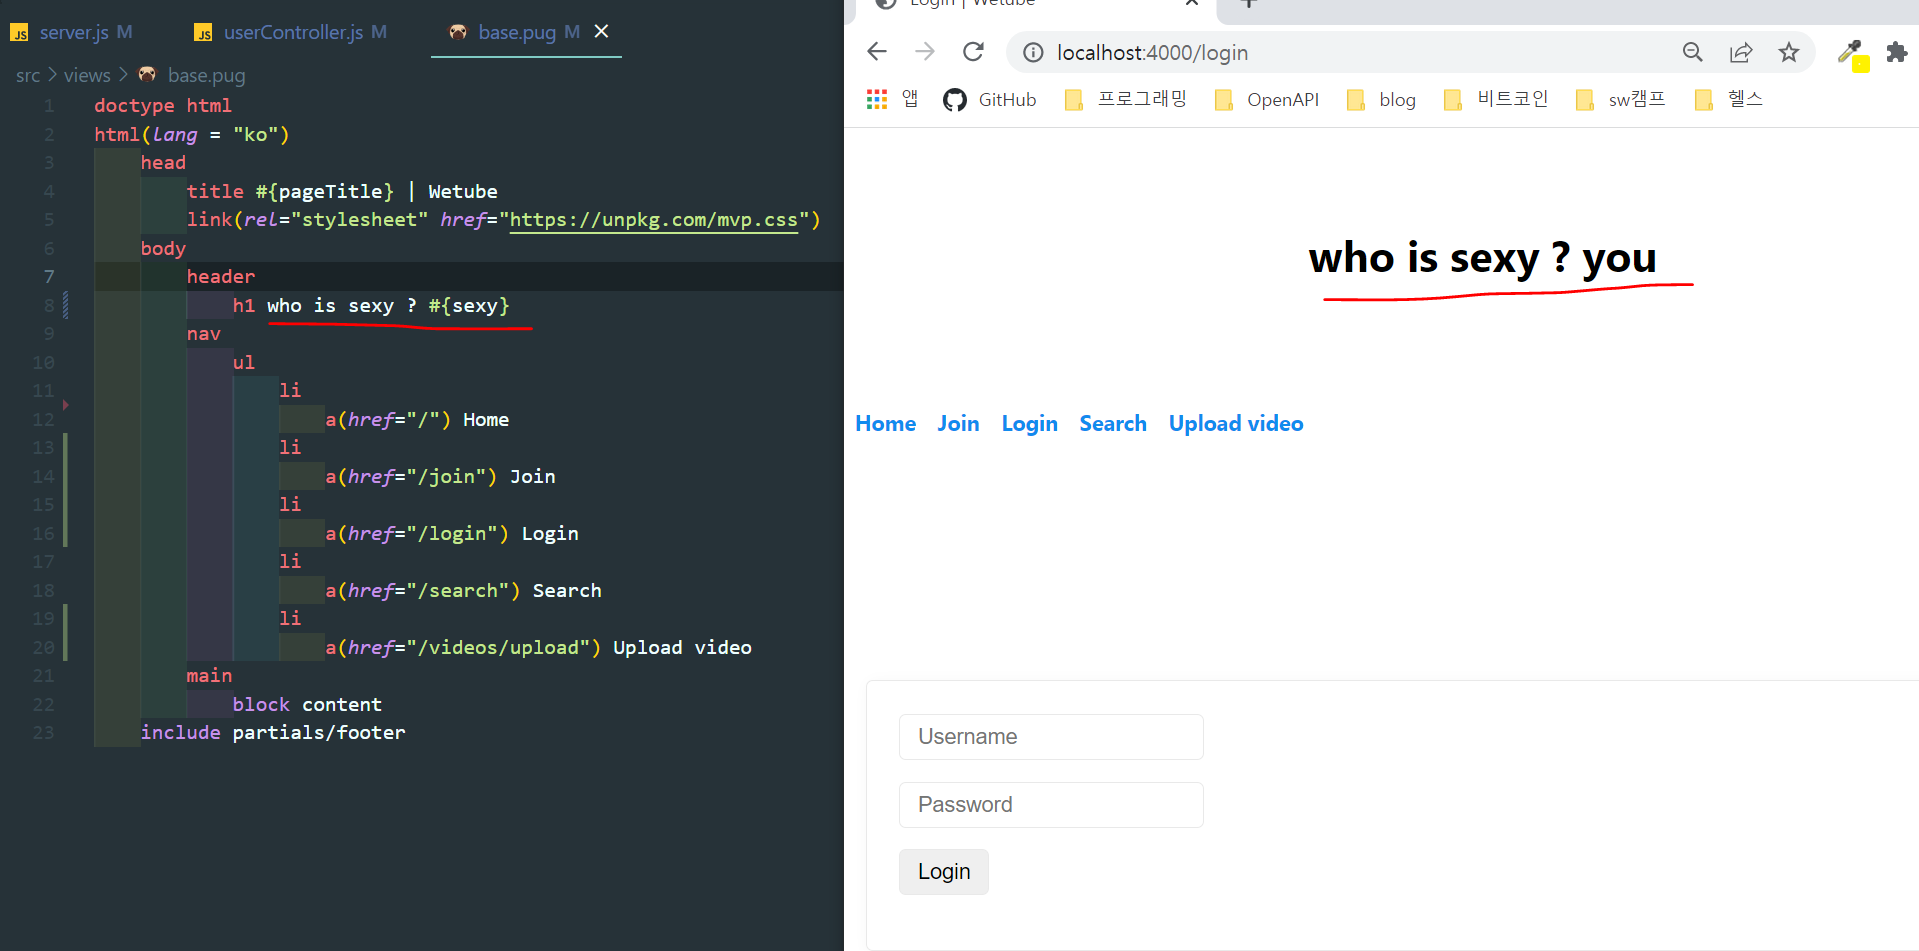 server.js M userController.js M base.pug M
src > views > base.pug
1 doctype html
2 html(lang = "ko")
3 head
4 title #{pageTitle} | Wetube
5 link(rel="stylesheet" href="https://unpkg.com/mvp.css")
6 body
7 header
8 h1 who is sexy ? #{sexy}
9 nav
10 ul
11 li
12 a(href="/") Home
13 li
14 a(href="/join") Join
15 li
16 a(href="/login") Login
17 li
18 a(href="/search") Search
19 li
20 a(href="/videos/upload") Upload video
21 main
22 block content
23 include partials/footer
Login | Wetube
localhost:4000/login
앱 GitHub 프로그래밍 OpenAPI blog 비트코인 sw캠프 헬스
who is sexy ? you
Home Join Login Search Upload video
Username
Password
Login